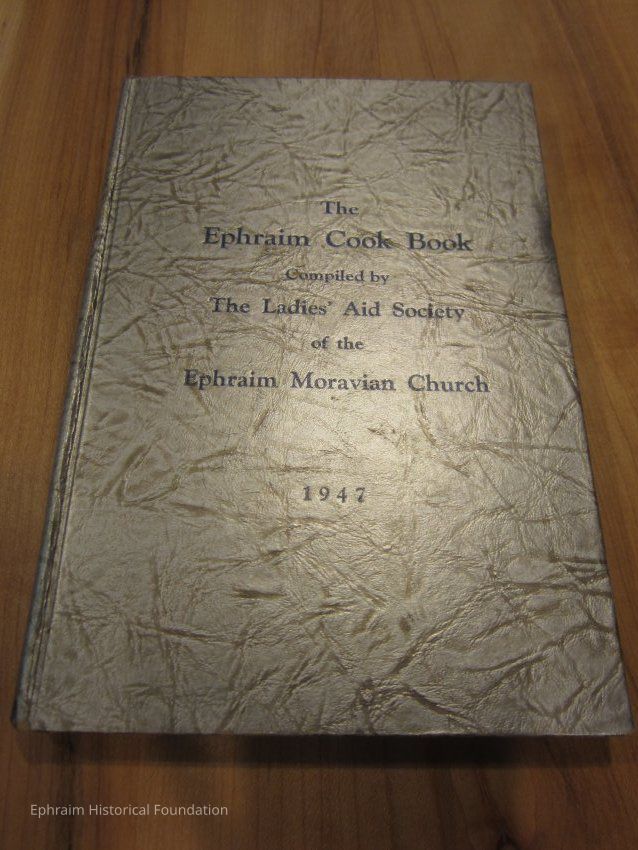 The
Ephraim Cook Book
Compiled by
The Ladies' Aid Society
of the
Ephraim Moravian Church
1947
Ephraim Historical Foundation